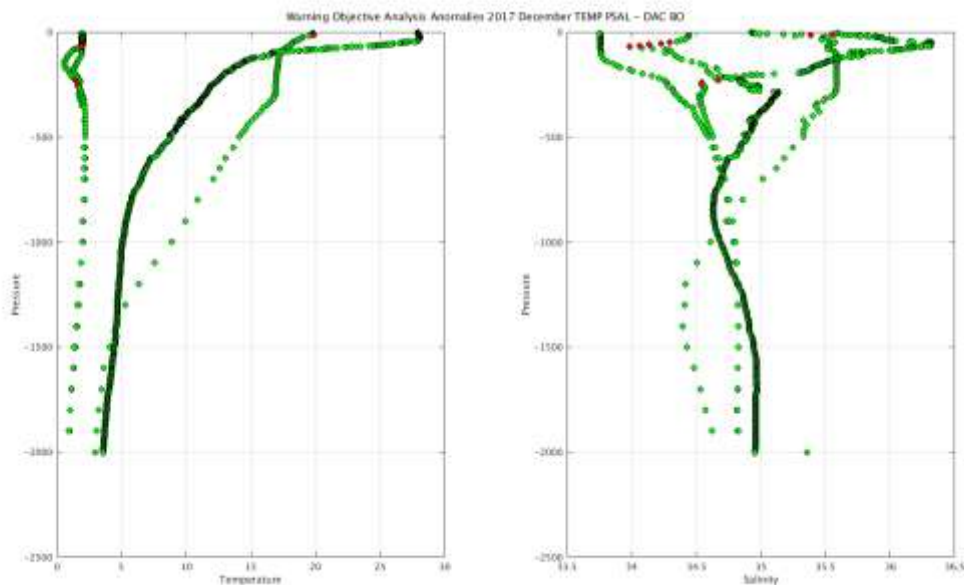 Warning Objective Analysis Anomalies 2017 December TEMP PSAL - DAC BO
0
-500
-1000
-1500
-2000
-2500
Pressure
0 5 10 15 20 25 30
Temperature
0
-500
-1000
-1500
-2000
-2500
Pressure
33.5 34 34.5 35 35.5 36 36.5
Salinity